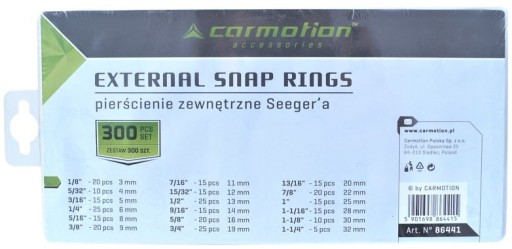 carmotion™
accessories
EXTERNAL SNAP RINGS
pierścienie zewnętrzne Seeger'a
300 PCS SET
ZESTAW 300 SZT.
www.carmotion.pl
Carmotion Polska Sp. z o.o.
Poland
© by CARMOTION
5 901698 864415
Art. N° 86441
1/8" - 20 pcs 3 mm
5/32" - 10 pcs 4 mm
3/16" - 15 pcs 5 mm
1/4" - 25 pcs 6 mm
5/16" - 15 pcs 8 mm
3/8" - 20 pcs 9 mm
7/16" - 15 pcs 11 mm
15/32" - 15 pcs 12 mm
1/2" - 25 pcs 13 mm
9/16" - 15 pcs 14 mm
5/8" - 25 pcs 16 mm
3/4" - 15 pcs 19 mm
13/16" - 15 pcs 20 mm
7/8" - 20 pcs 22 mm
1" - 15 pcs 25 mm
1-1/16" - 15 pcs 28 mm
1-1/8" - 10 pcs 30 mm
1-1/4" - 5 pcs 32 mm